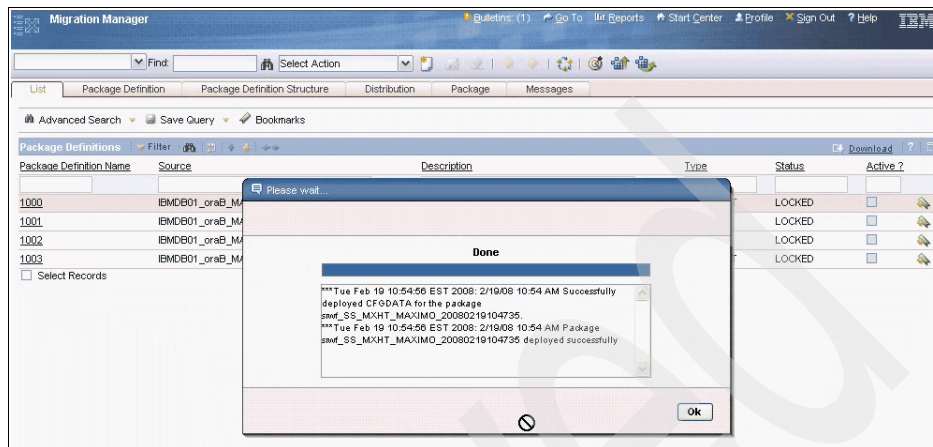 Migration Manager
Bulletins: (1) Go To Reports Start Center Profile Sign Out Help IBM
Find: Select Action
List Package Definition Package Definition Structure Distribution Package Messages
Advanced Search Save Query Bookmarks
Package Definitions Filter Download ?
Package Definition Name Source Description Type Status Active ?
1000 IBMDB01_oraB_MA LOCKED
1001 IBMDB01_oraB_MA LOCKED
1002 IBMDB01_oraB_MA LOCKED
1003 IBMDB01_oraB_MA LOCKED
Select Records
Please wait...
Done
***Tue Feb 19 10:54:56 EST 2008: 2/19/08 10:54 AM Successfully
deployed CFGDATA for the package
smvf_SS_MXHT_MAXIMO_20080219104735.
***Tue Feb 19 10:54:56 EST 2008: 2/19/08 10:54 AM Package
smvf_SS_MXHT_MAXIMO_20080219104735 deployed successfully
Ok